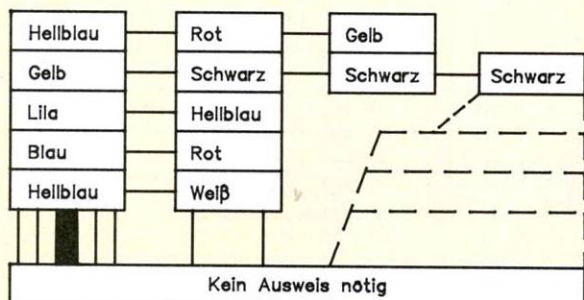 Hellblau Rot Gelb
Gelb Schwarz Schwarz Schwarz
Lila Hellblau
Blau Rot
Hellblau Weiß
Kein Ausweis nötig